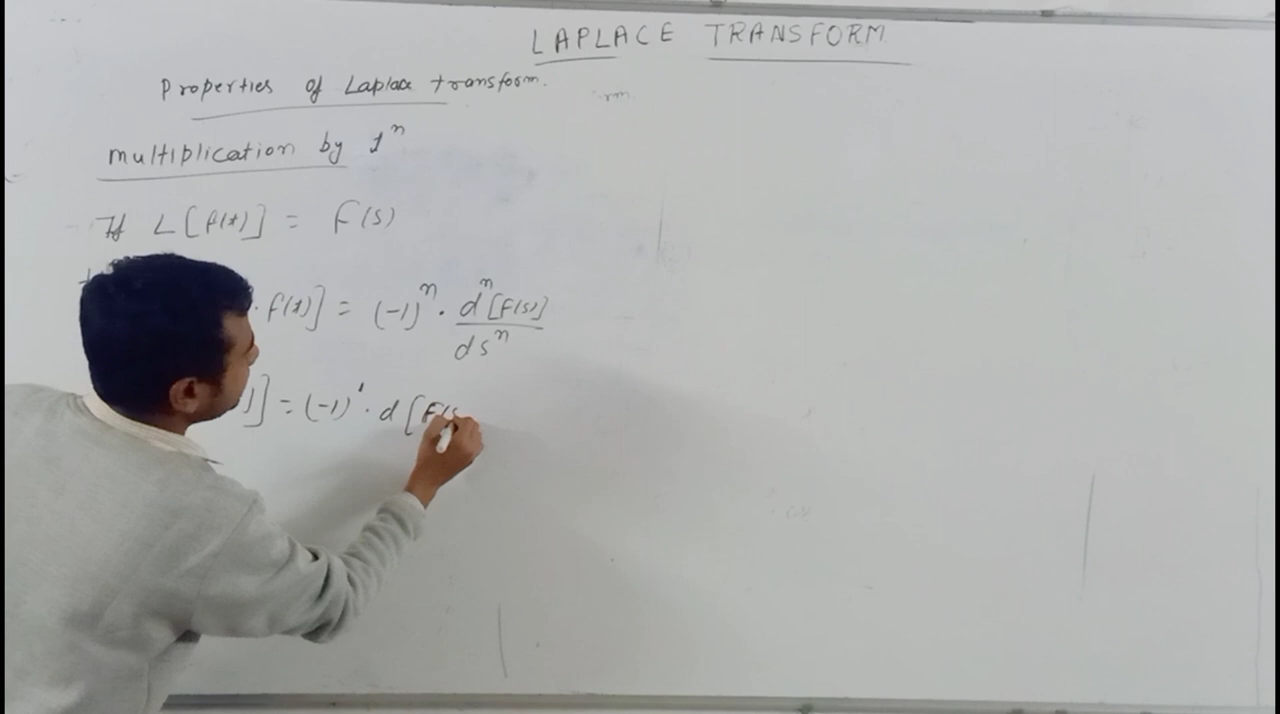 LAPLACE TRANSFORM
Properties of Laplace transform.
multiplication by t^n
If L[f(t)] = F(s)
. f(t)] = (-1)^n . d^n[F(s)] / ds^n
)] = (-1)^1 . d[F(s